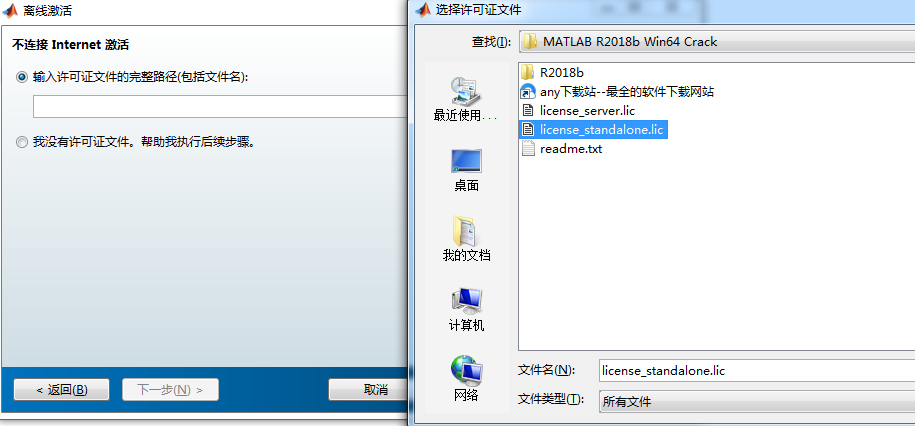 离线激活
不连接 Internet 激活
输入许可证文件的完整路径(包括文件名):
我没有许可证文件。帮助我执行后续步骤。
< 返回(B)
下一步(N) >
取消
选择许可证文件
查找(I):
MATLAB R2018b Win64 Crack
最近使用...
桌面
我的文档
计算机
网络
R2018b
any下载站--最全的软件下载网站
license_server.lic
license_standalone.lic
readme.txt
文件名(N):
license_standalone.lic
文件类型(T):
所有文件